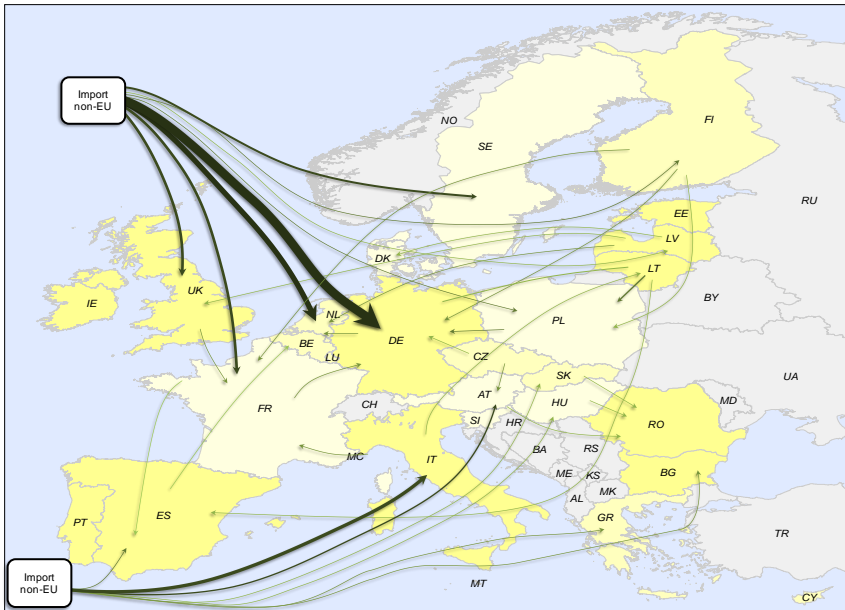 Import
non-EU
NO
FI
SE
RU
EE
LV
DK
LT
UK
IE
BY
NL
PL
DE
BE
LU
CZ
UA
SK
AT
HU
MD
CH
FR
SI
HR
RO
BA
RS
MC
IT
ME
KS
BG
MK
AL
PT
ES
GR
TR
Import
non-EU
MT
CY